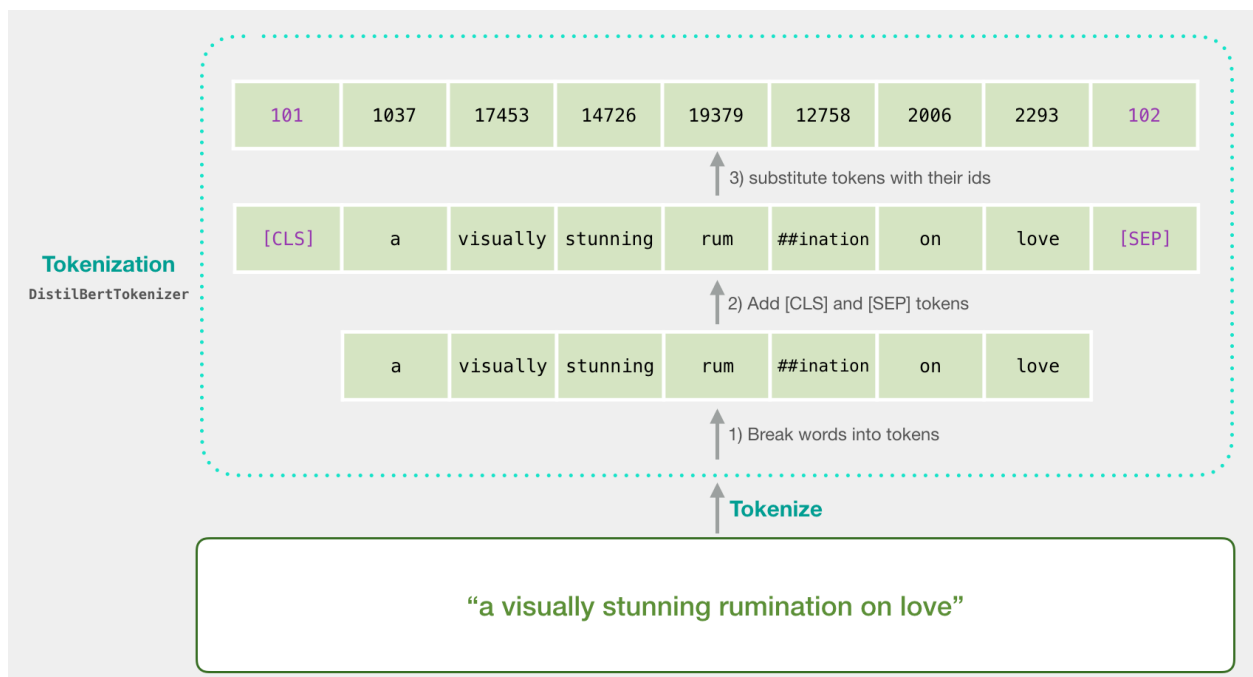 101 1037 17453 14726 19379 12758 2006 2293 102
3) substitute tokens with their ids
[CLS] a visually stunning rum ##ination on love [SEP]
Tokenization
DistilBertTokenizer
2) Add [CLS] and [SEP] tokens
a visually stunning rum ##ination on love
1) Break words into tokens
Tokenize
“a visually stunning rumination on love”